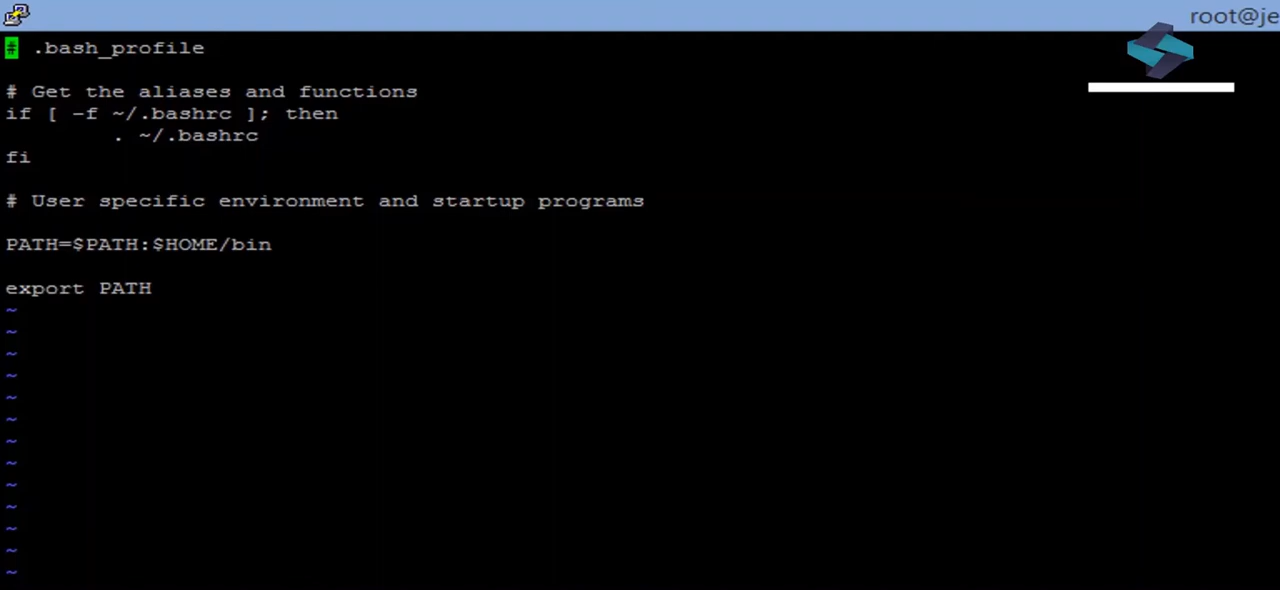 root@je
# .bash_profile
# Get the aliases and functions
if [ -f ~/.bashrc ]; then
        . ~/.bashrc
fi
# User specific environment and startup programs
PATH=$PATH:$HOME/bin
export PATH
~
~
~
~
~
~
~
~
~
~
~
~
~